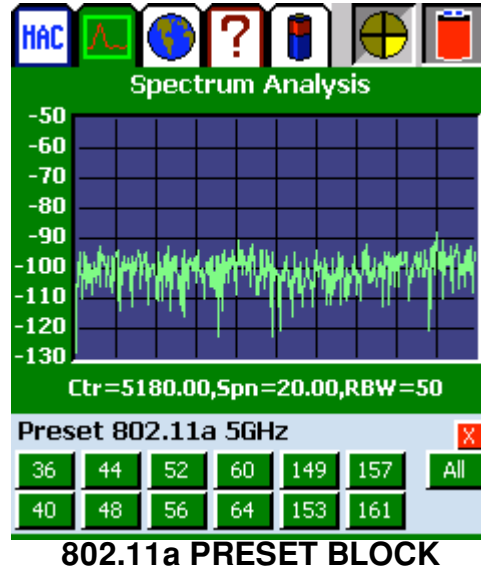 HAC ?
Spectrum Analysis
-50
-60
-70
-80
-90
-100
-110
-120
-130
Ctr=5180.00,Spn=20.00,RBW=50
Preset 802.11a 5GHz X
36 44 52 60 149 157 All
40 48 56 64 153 161
802.11a PRESET BLOCK